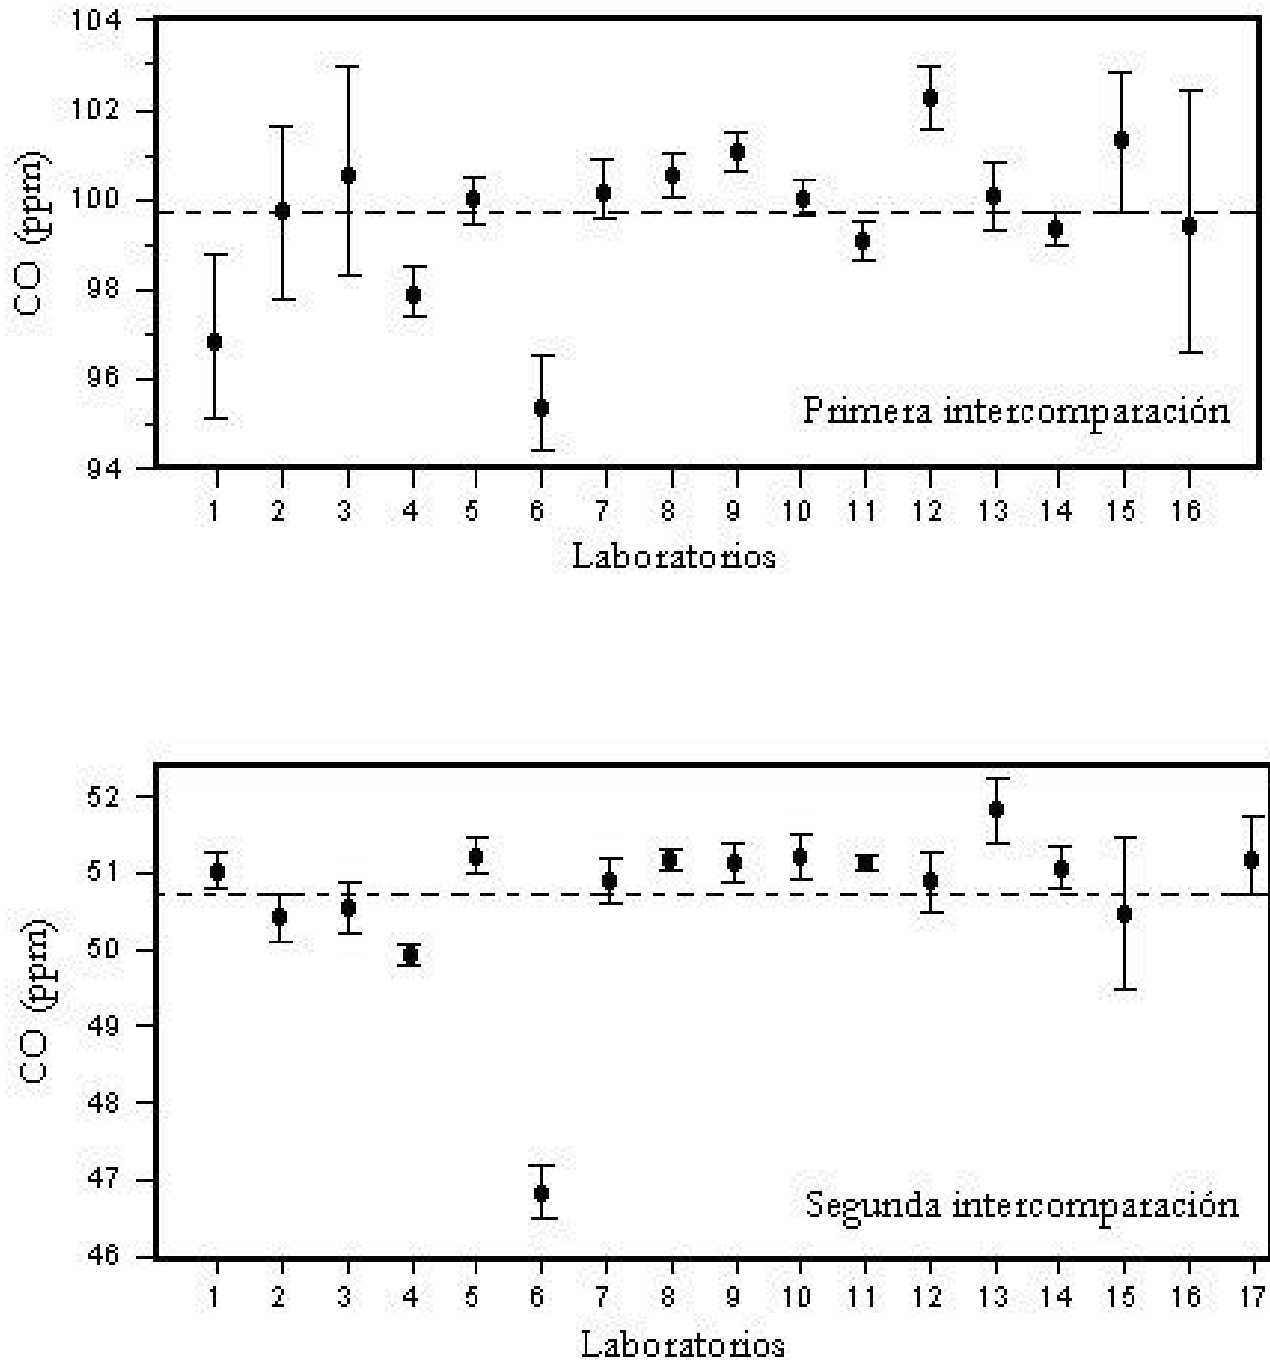 104
102
100
98
96
94
CO (ppm)
Primera intercomparación
1 2 3 4 5 6 7 8 9 10 11 12 13 14 15 16
Laboratorios
52
51
50
49
48
47
46
CO (ppm)
Segunda intercomparación
1 2 3 4 5 6 7 8 9 10 11 12 13 14 15 16 17
Laboratorios